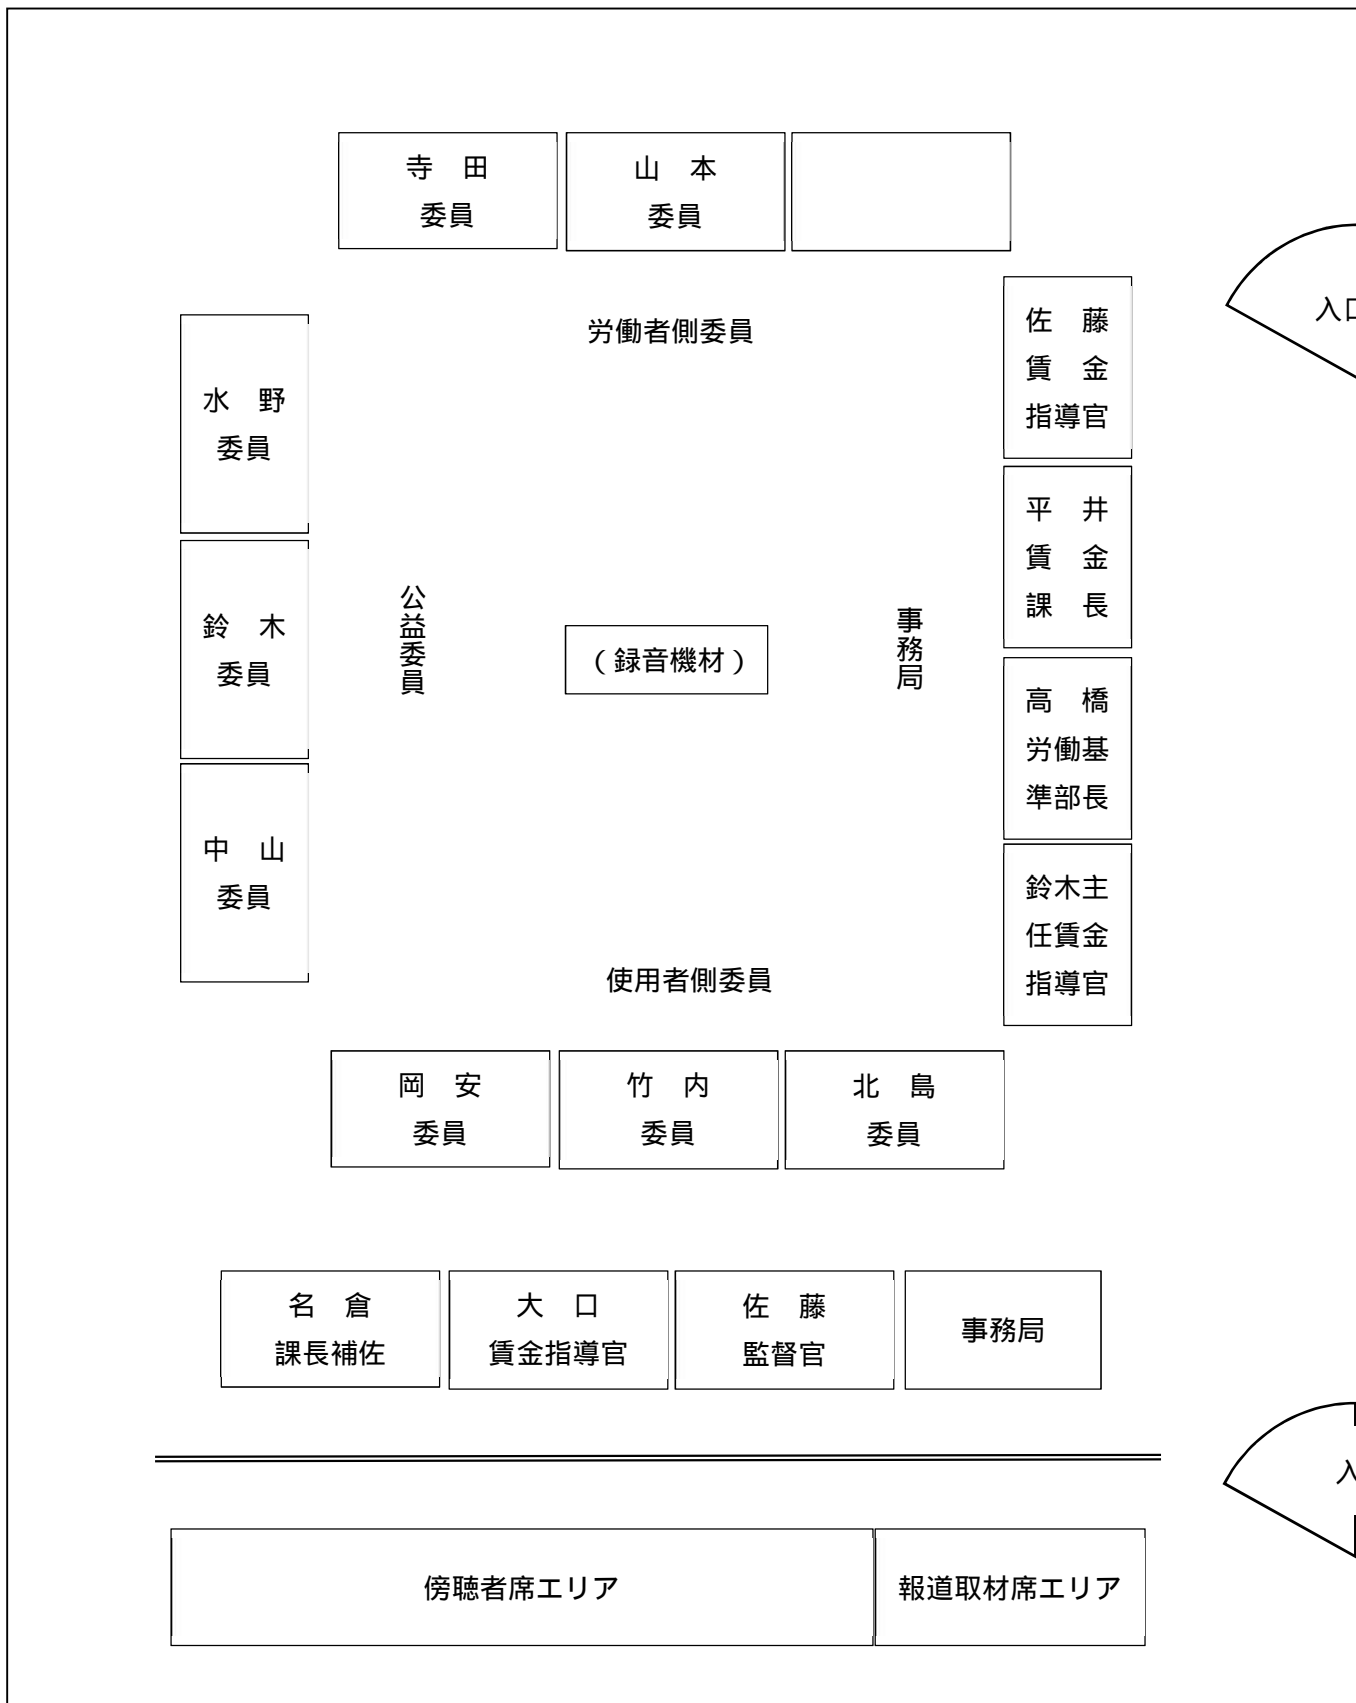 寺　田
委員
山　本
委員
労働者側委員
佐　藤
賃　金
指導官
入口
水　野
委員
平　井
賃　金
課　長
鈴　木
委員
公益委員
（録音機材）
事務局
高　橋
労働基
準部長
中　山
委員
鈴木主
任賃金
指導官
使用者側委員
岡　安
委員
竹　内
委員
北　島
委員
名　倉
課長補佐
大　口
賃金指導官
佐　藤
監督官
事務局
入
傍聴者席エリア
報道取材席エリア